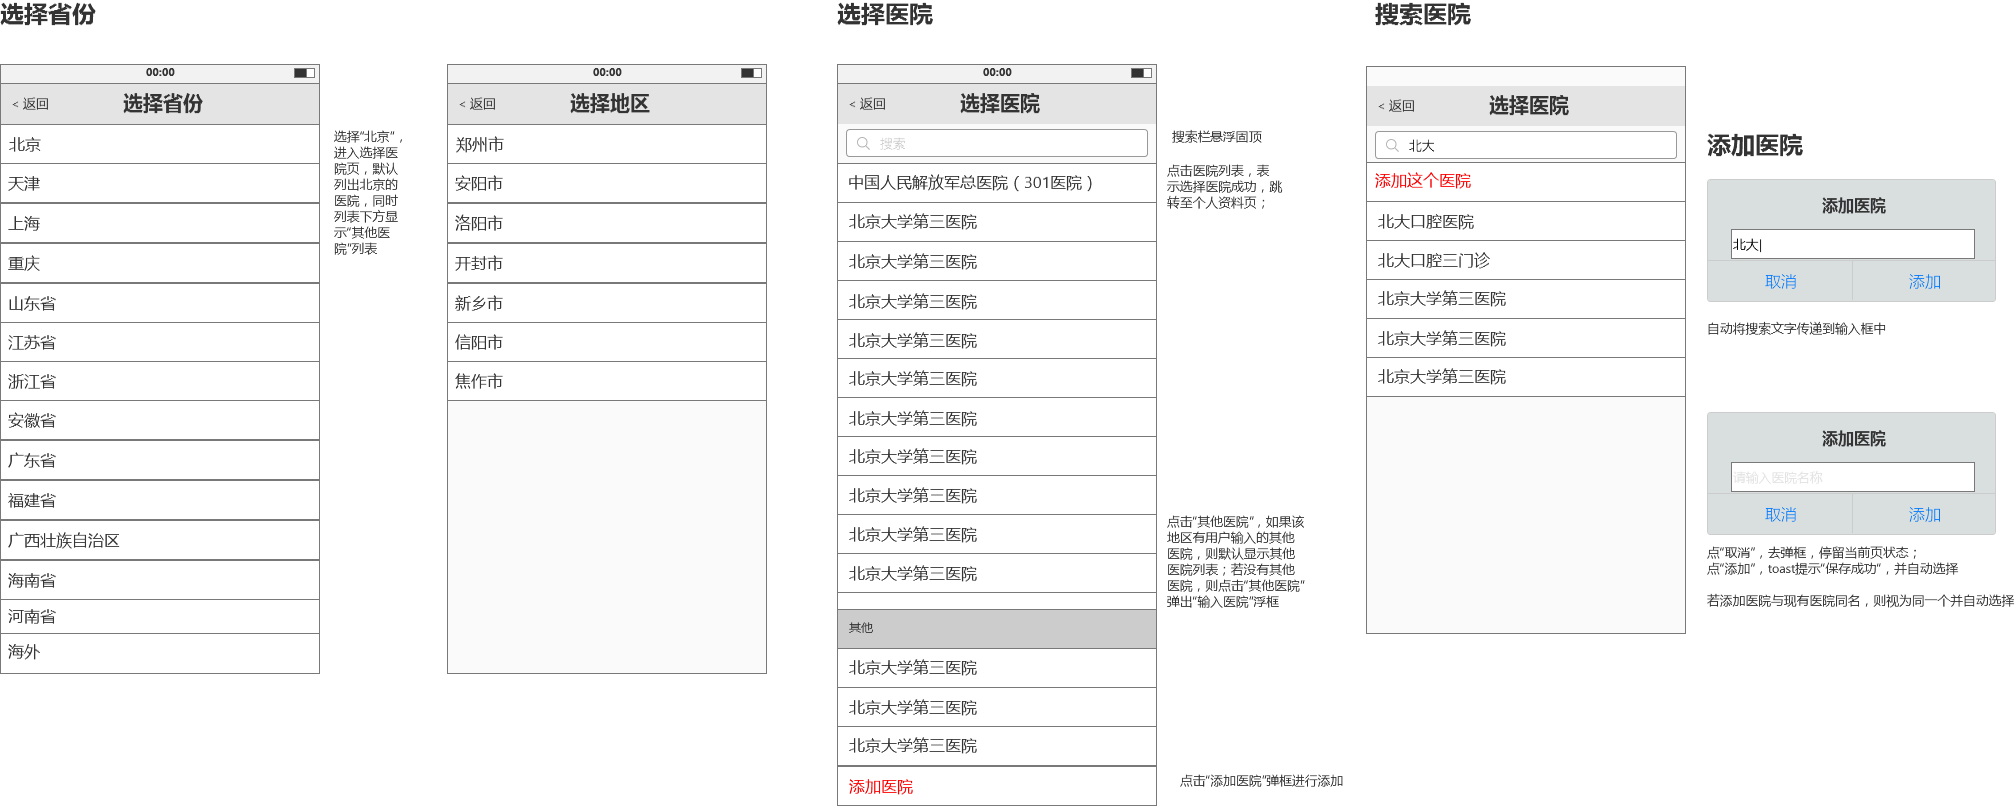 选择省份
00:00
< 返回
选择省份
北京
天津
上海
重庆
山东省
江苏省
浙江省
安徽省
广东省
福建省
广西壮族自治区
海南省
河南省
海外
选择“北京”，
进入选择医
院页，默认
列出北京的
医院，同时
列表下方显
示“其他医
院”列表
00:00
< 返回
选择地区
郑州市
安阳市
洛阳市
开封市
新乡市
信阳市
焦作市
选择医院
00:00
< 返回
选择医院
搜索
中国人民解放军总医院（301医院）
北京大学第三医院
北京大学第三医院
北京大学第三医院
北京大学第三医院
北京大学第三医院
北京大学第三医院
北京大学第三医院
北京大学第三医院
北京大学第三医院
北京大学第三医院
其他
北京大学第三医院
北京大学第三医院
北京大学第三医院
添加医院
搜索栏悬浮固顶
点击医院列表，表
示选择医院成功，跳
转至个人资料页；
点击“其他医院”，如果该
地区有用户输入的其他
医院，则默认显示其他
医院列表；若没有其他
医院，则点击“其他医院”
弹出“输入医院”浮框
点击“添加医院”弹框进行添加
搜索医院
< 返回
选择医院
北大
添加这个医院
北大口腔医院
北大口腔三门诊
北京大学第三医院
北京大学第三医院
北京大学第三医院
添加医院
添加医院
北大|
取消
添加
自动将搜索文字传递到输入框中
添加医院
请输入医院名称
取消
添加
点“取消”，去弹框，停留当前页状态；
点“添加”，toast提示“保存成功”，并自动选择
若添加医院与现有医院同名，则视为同一个并自动选择